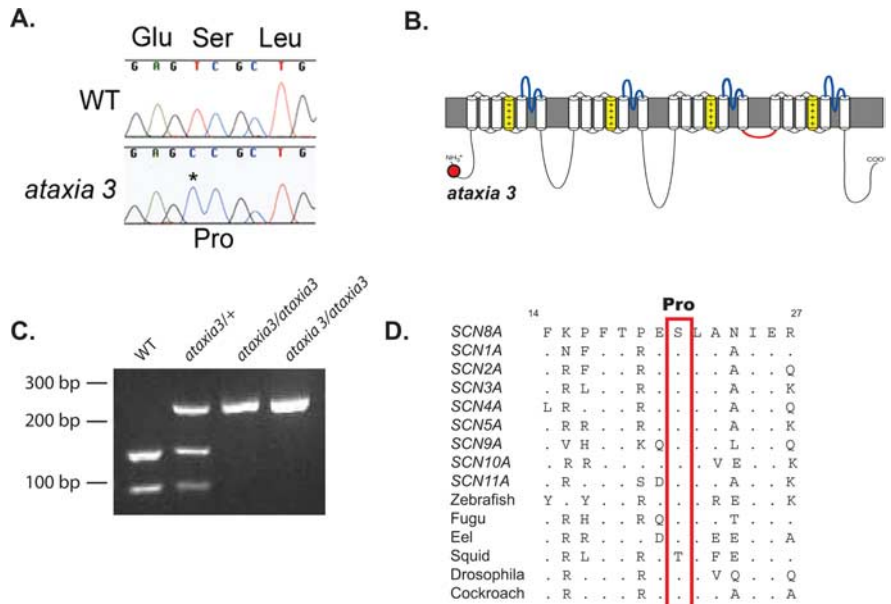 A.
Glu Ser Leu
G A G T C G C T G
WT
G A G C C G C T G
*
ataxia 3
Pro
B.
NH3+
COO-
ataxia 3
C.
WT ataxia3/+ ataxia3/ataxia3 ataxia 3/ataxia3
300 bp
200 bp
100 bp
D.
Pro
14 27
SCN8A F K P F T P E S L A N I E R
SCN1A . N F . . R . . . . A . . .
SCN2A . R F . . R . . . . A . . Q
SCN3A . R L . . R . . . . A . . K
SCN4A L R . . . R . . . . A . . Q
SCN5A . R R . . R . . . . A . . K
SCN9A . V H . . K Q . . . L . . Q
SCN10A . R R . . . . . . V E . . K
SCN11A . R . . . S D . . . A . . K
Zebrafish Y . Y . . R . . . R E . . K
Fugu . R H . . R Q . . . T . . .
Eel . R R . . . D . . E E . . A
Squid . R L . . R . T . F E . . .
Drosophila . R . . . R . . . V Q . . Q
Cockroach . R . . . R . . . . A . . A